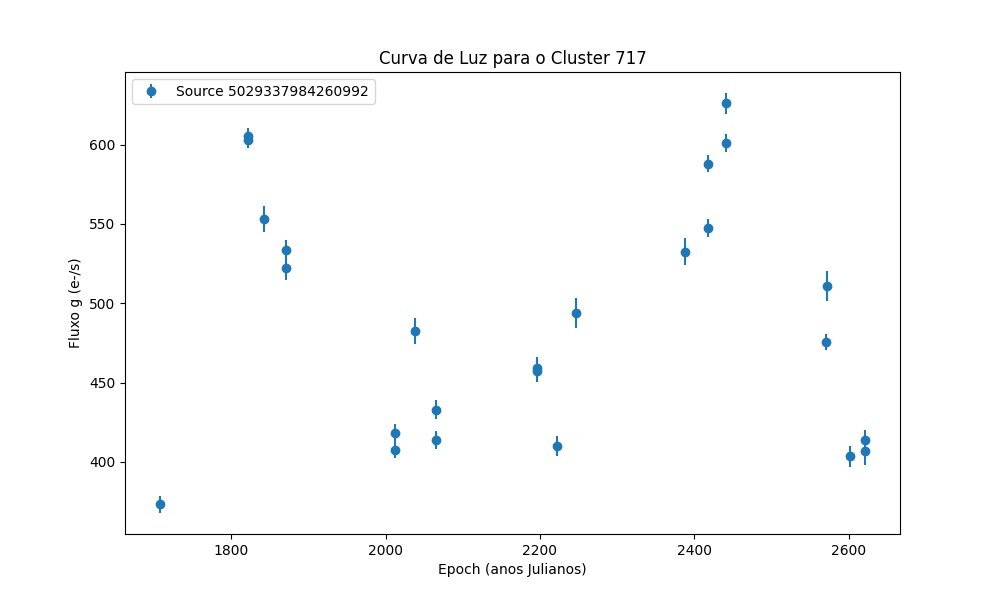 Curva de Luz para o Cluster 717
Source 5029337984260992
600
550
500
450
400
Fluxo g (e-/s)
1800 2000 2200 2400 2600
Epoch (anos Julianos)